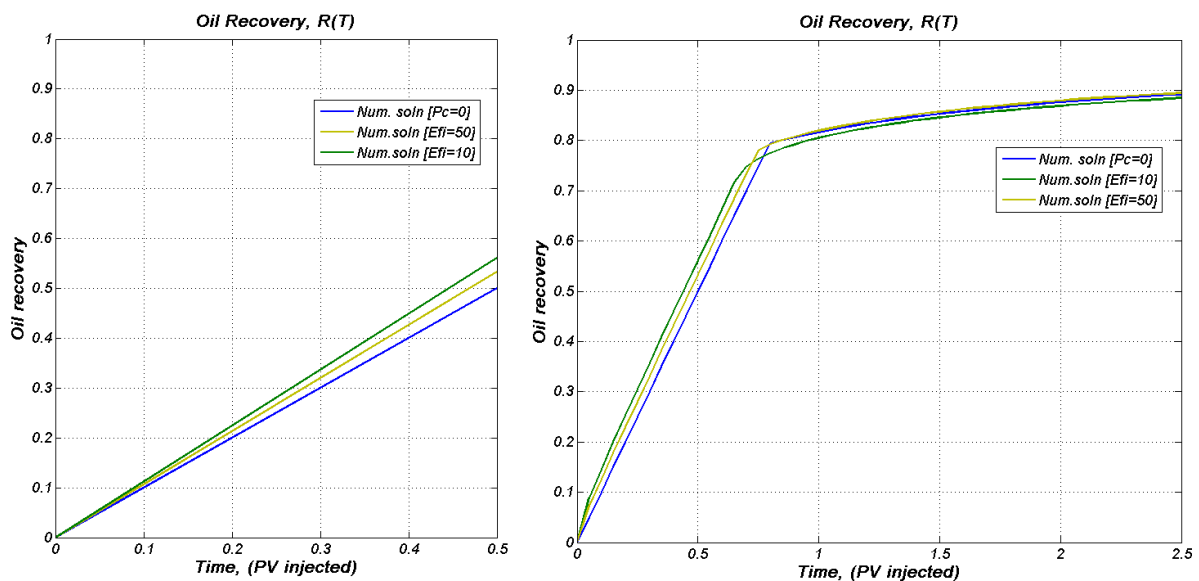 Oil Recovery, R(T)
1
0.9
0.8
0.7
0.6
0.5
0.4
0.3
0.2
0.1
0
Oil recovery
Num. soln [Pc=0]
Num.soln [Efi=50]
Num.soln [Efi=10]
0
0.1
0.2
0.3
0.4
0.5
Time, (PV injected)
Oil Recovery, R(T)
1
0.9
0.8
0.7
0.6
0.5
0.4
0.3
0.2
0.1
0
Oil recovery
Num. soln [Pc=0]
Num.soln [Efi=10]
Num.soln [Efi=50]
0
0.5
1
1.5
2
2.5
Time, (PV injected)